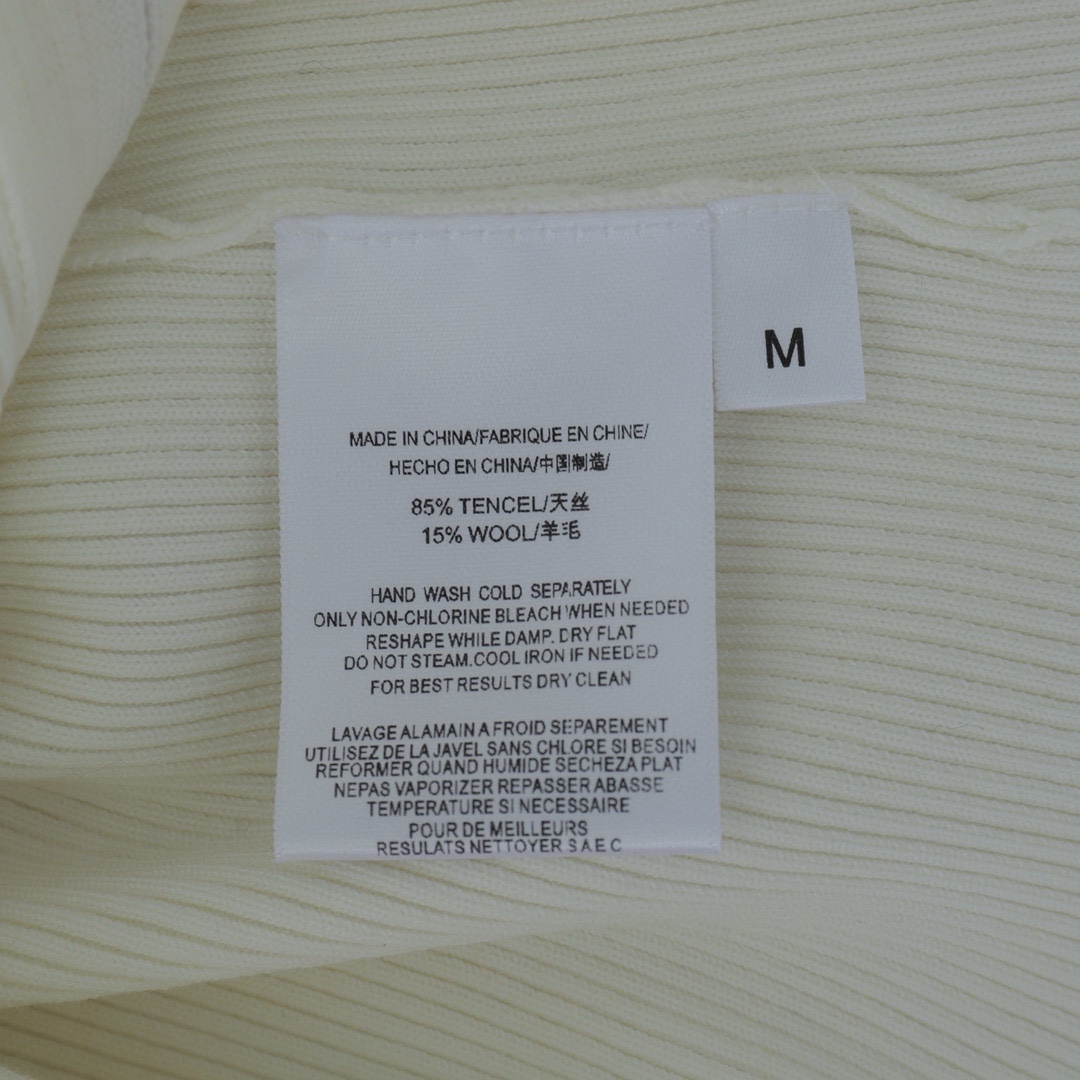 MADE IN CHINA/FABRIQUE EN CHINE/
HECHO EN CHINA/中国制造/
85% TENCEL/天丝
15% WOOL/羊毛
HAND WASH COLD SEPARATELY
ONLY NON-CHLORINE BLEACH WHEN NEEDED
RESHAPE WHILE DAMP. DRY FLAT
DO NOT STEAM.COOL IRON IF NEEDED
FOR BEST RESULTS DRY CLEAN
LAVAGE ALAMAIN A FROID SEPAREMENT
UTILISEZ DE LA JAVEL SANS CHLORE SI BESOIN
REFORMER QUAND HUMIDE SECHEZA PLAT
NEPAS VAPORIZER REPASSER ABASSE
TEMPERATURE SI NECESSAIRE
POUR DE MEILLEURS
RESULATS NETTOYER S A E C
M